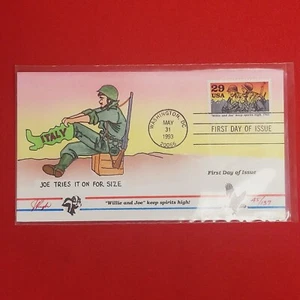 ITALY
JOE TRIES IT ON FOR SIZE
"Willie and Joe" keep spirits high!
WASHINGTON, DC
MAY
31
1993
20066
29
USA
FIRST DAY OF ISSUE
First Day of Issue